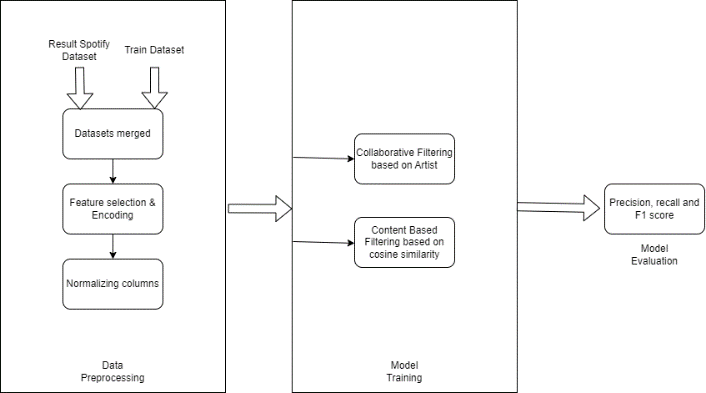 Result Spotify
Dataset
Train Dataset
Datasets merged
Feature selection &
Encoding
Normalizing columns
Data
Preprocessing
Collaborative Filtering
based on Artist
Content Based
Filtering based on
cosine similarity
Model
Training
Precision, recall and
F1 score
Model
Evaluation